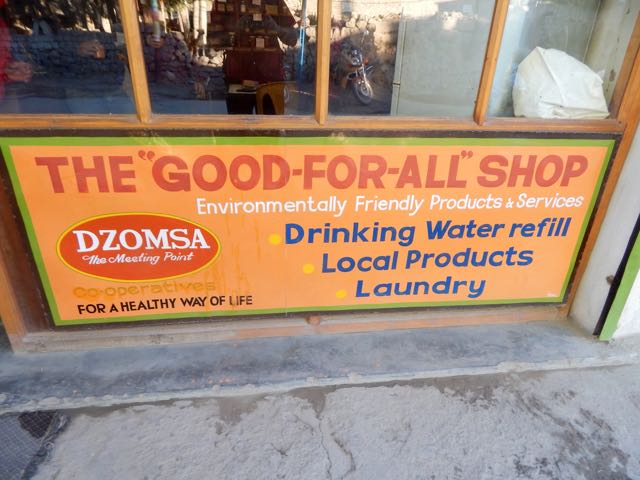 THE "GOOD-FOR-ALL" SHOP
Environmentally Friendly Products & Services
DZOMSA
The Meeting Point
Co-operatives
FOR A HEALTHY WAY OF LIFE
Drinking Water refill
Local Products
Laundry